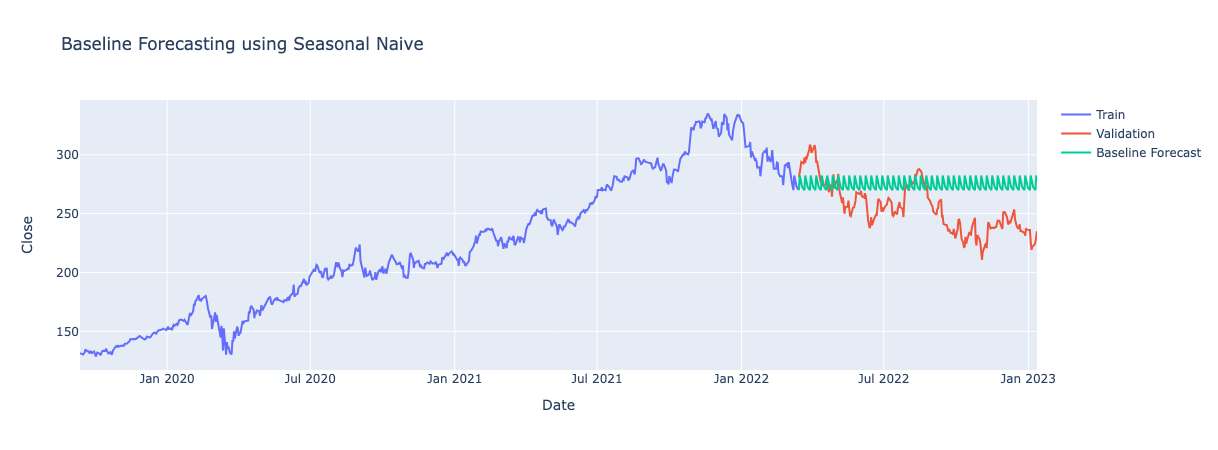 Baseline Forecasting using Seasonal Naive
Train
Validation
Baseline Forecast
300
250
200
150
Close
Jan 2020
Jul 2020
Jan 2021
Jul 2021
Jan 2022
Jul 2022
Jan 2023
Date